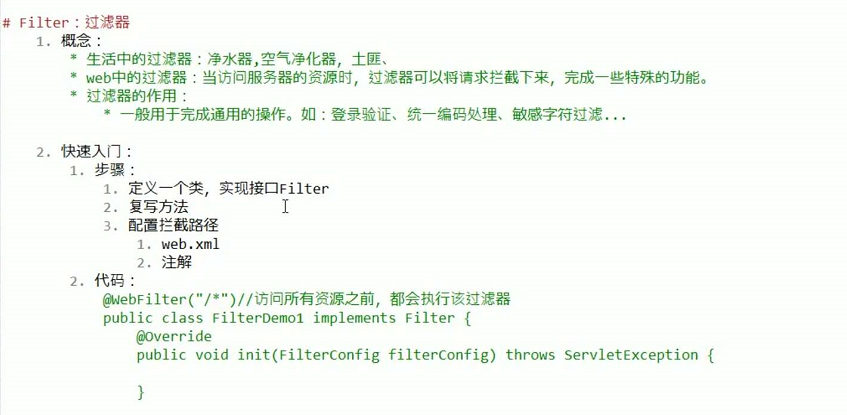 # Filter：过滤器
1. 概念：
* 生活中的过滤器：净水器,空气净化器，土匪、
* web中的过滤器：当访问服务器的资源时，过滤器可以将请求拦截下来，完成一些特殊的功能。
* 过滤器的作用：
* 一般用于完成通用的操作。如：登录验证、统一编码处理、敏感字符过滤...
2. 快速入门：
1. 步骤：
1. 定义一个类，实现接口Filter
2. 复写方法
3. 配置拦截路径
1. web.xml
2. 注解
2. 代码：
@WebFilter("/*")//访问所有资源之前，都会执行该过滤器
public class FilterDemo1 implements Filter {
@Override
public void init(FilterConfig filterConfig) throws ServletException {
}